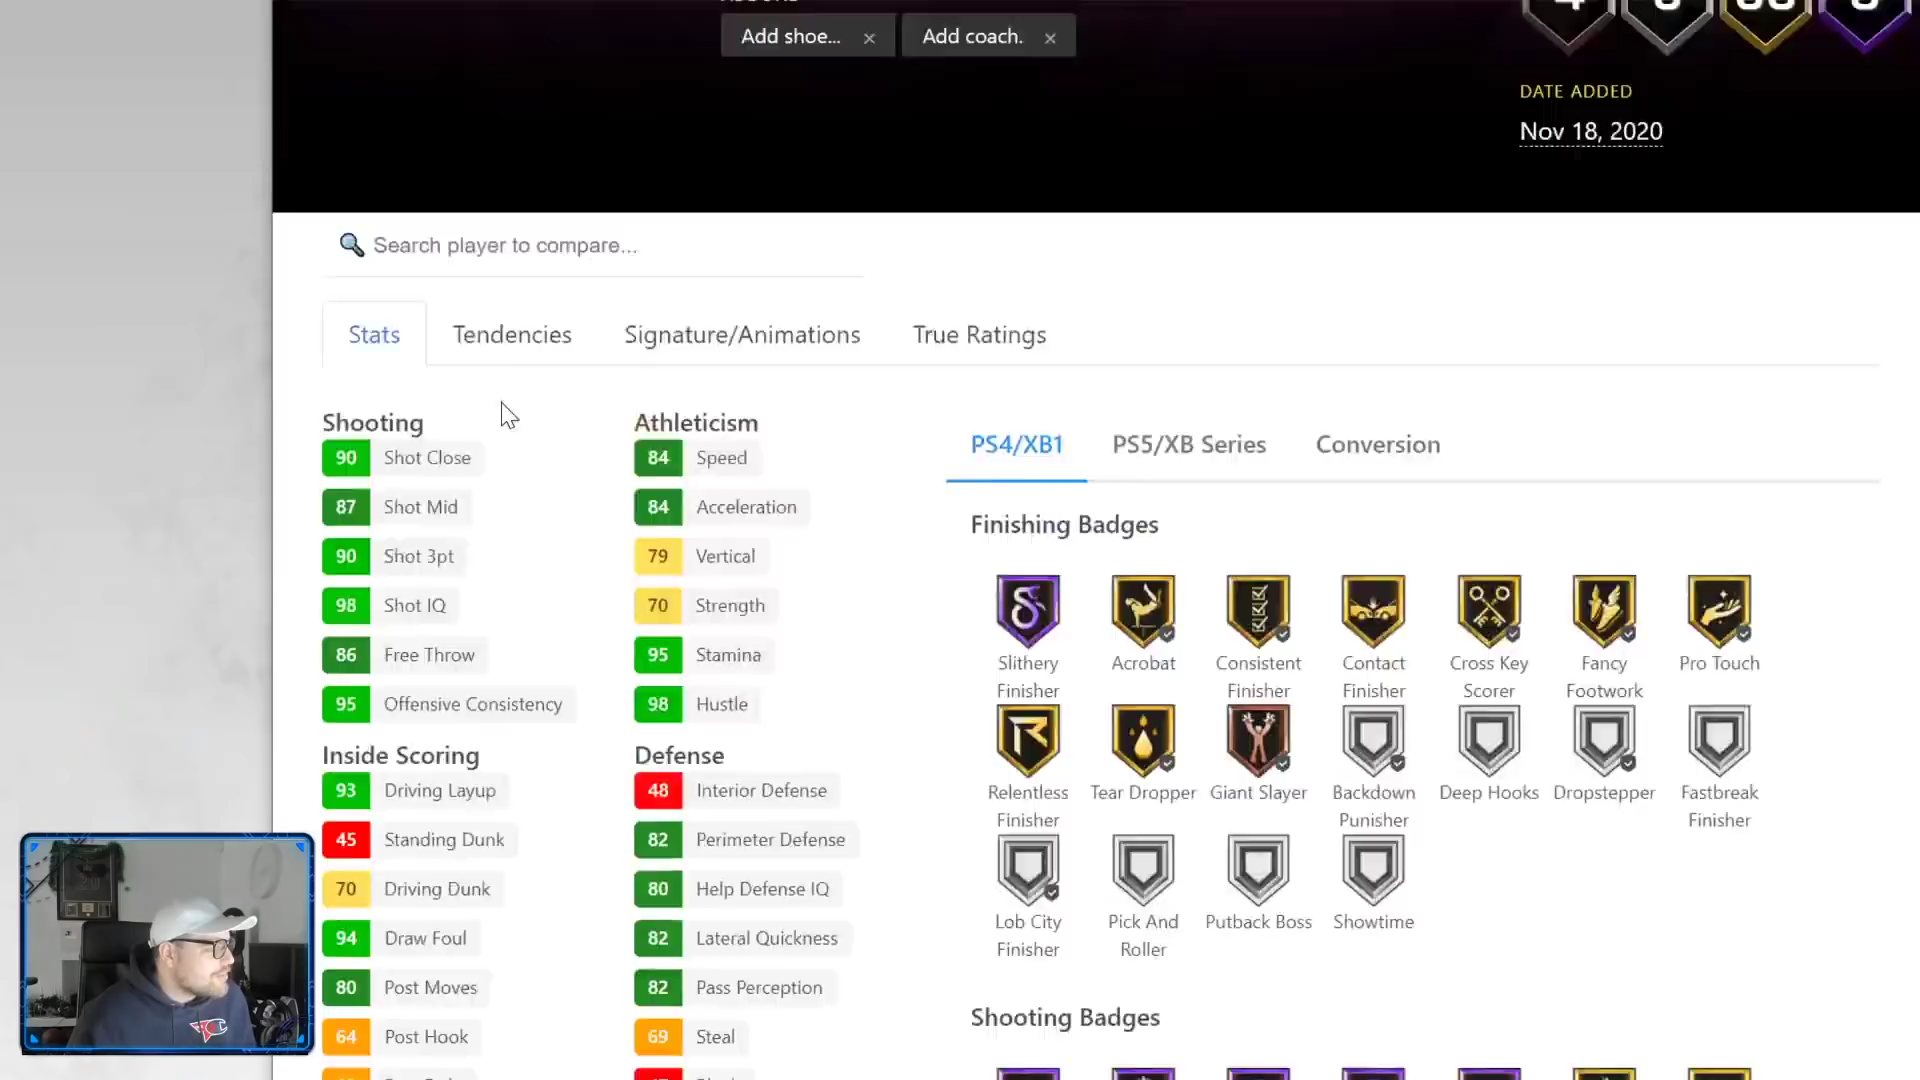 Add shoe... ×
Add coach. ×
DATE ADDED
Nov 18, 2020
Search player to compare...
Stats
Tendencies
Signature/Animations
True Ratings
Shooting
90 Shot Close
87 Shot Mid
90 Shot 3pt
98 Shot IQ
86 Free Throw
95 Offensive Consistency
Inside Scoring
93 Driving Layup
45 Standing Dunk
70 Driving Dunk
94 Draw Foul
80 Post Moves
64 Post Hook
Athleticism
84 Speed
84 Acceleration
79 Vertical
70 Strength
95 Stamina
98 Hustle
Defense
48 Interior Defense
82 Perimeter Defense
80 Help Defense IQ
82 Lateral Quickness
82 Pass Perception
69 Steal
PS4/XB1
PS5/XB Series
Conversion
Finishing Badges
Slithery
Finisher
Acrobat
Consistent
Finisher
Contact
Finisher
Cross Key
Scorer
Fancy
Footwork
Pro Touch
Relentless
Finisher
Tear Dropper
Giant Slayer
Backdown
Punisher
Deep Hooks
Dropstepper
Fastbreak
Finisher
Lob City
Finisher
Pick And
Roller
Putback Boss
Showtime
Shooting Badges